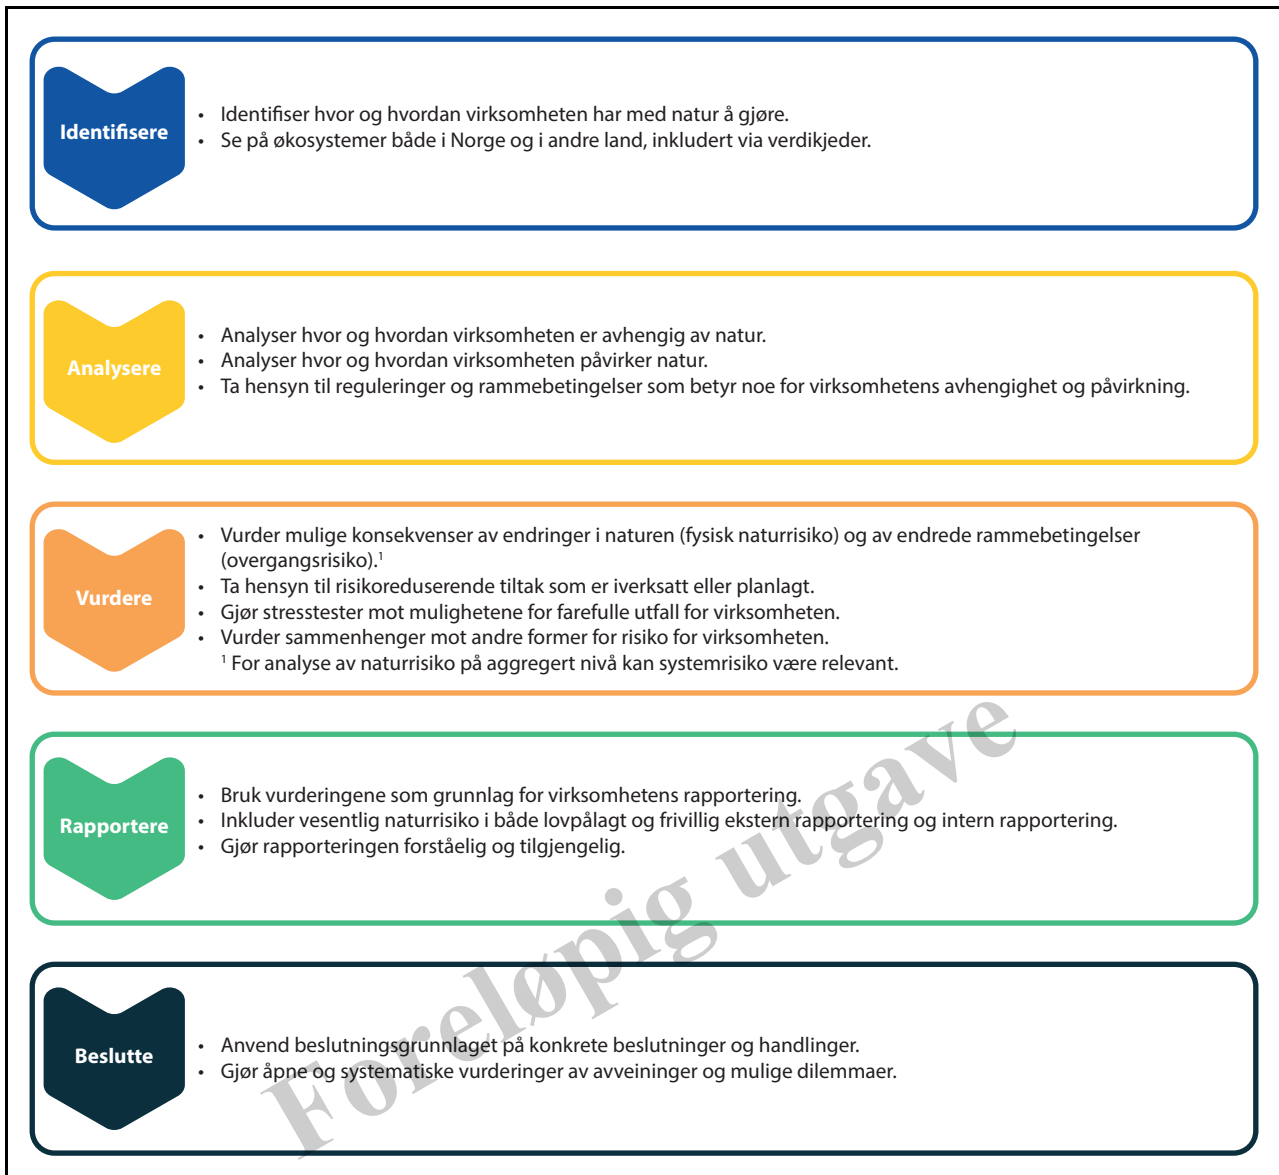 Identifisere
• Identifiser hvor og hvordan virksomheten har med natur å gjøre.
• Se på økosystemer både i Norge og i andre land, inkludert via verdikjeder.
Analysere
• Analyser hvor og hvordan virksomheten er avhengig av natur.
• Analyser hvor og hvordan virksomheten påvirker natur.
• Ta hensyn til reguleringer og rammebetingelser som betyr noe for virksomhetens avhengighet og påvirkning.
Vurdere
• Vurder mulige konsekvenser av endringer i naturen (fysisk naturrisiko) og av endrede rammebetingelser
(overgangsrisiko).¹
• Ta hensyn til risikoreduserende tiltak som er iverksatt eller planlagt.
• Gjør stresstester mot mulighetene for farefulle utfall for virksomheten.
• Vurder sammenhenger mot andre former for risiko for virksomheten.
¹ For analyse av naturrisiko på aggregert nivå kan systemrisiko være relevant.
Rapportere
• Bruk vurderingene som grunnlag for virksomhetens rapportering.
• Inkluder vesentlig naturrisiko i både lovpålagt og frivillig ekstern rapportering og intern rapportering.
• Gjør rapporteringen forståelig og tilgjengelig.
Beslutte
• Anvend beslutningsgrunnlaget på konkrete beslutninger og handlinger.
• Gjør åpne og systematiske vurderinger av avveininger og mulige dilemmaer.
Foreløpig utgave